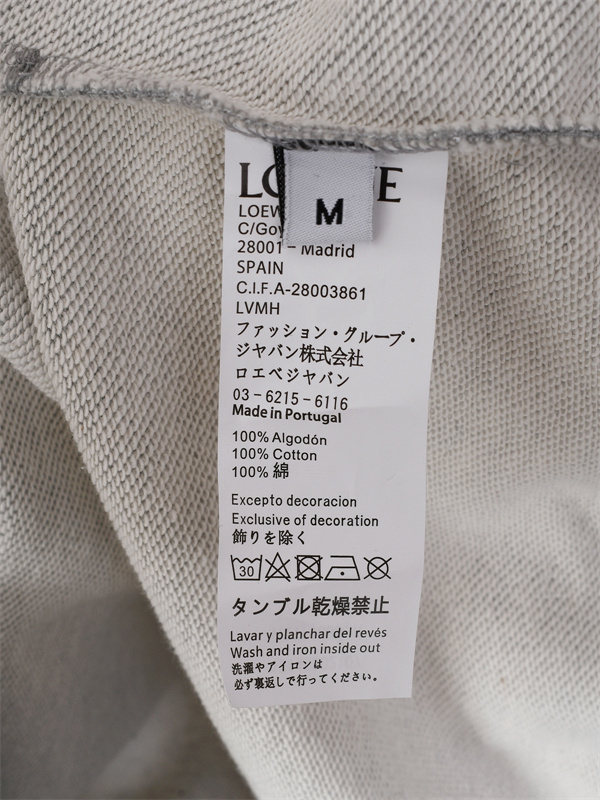 M
LOEW
C/Goy
28001 – Madrid
SPAIN
C.I.F.A-28003861
LVMH
ファッション・グループ・
ジャバン株式会社
ロエベジャバン
03－6215－6116
Made in Portugal
100% Algodón
100% Cotton
100% 綿
Excepto decoracion
Exclusive of decoration
飾りを除く
30
タンブル乾燥禁止
Lavar y planchar del revés
Wash and iron inside out
洗濯やアイロンは
必ず裏返しで行ってください。